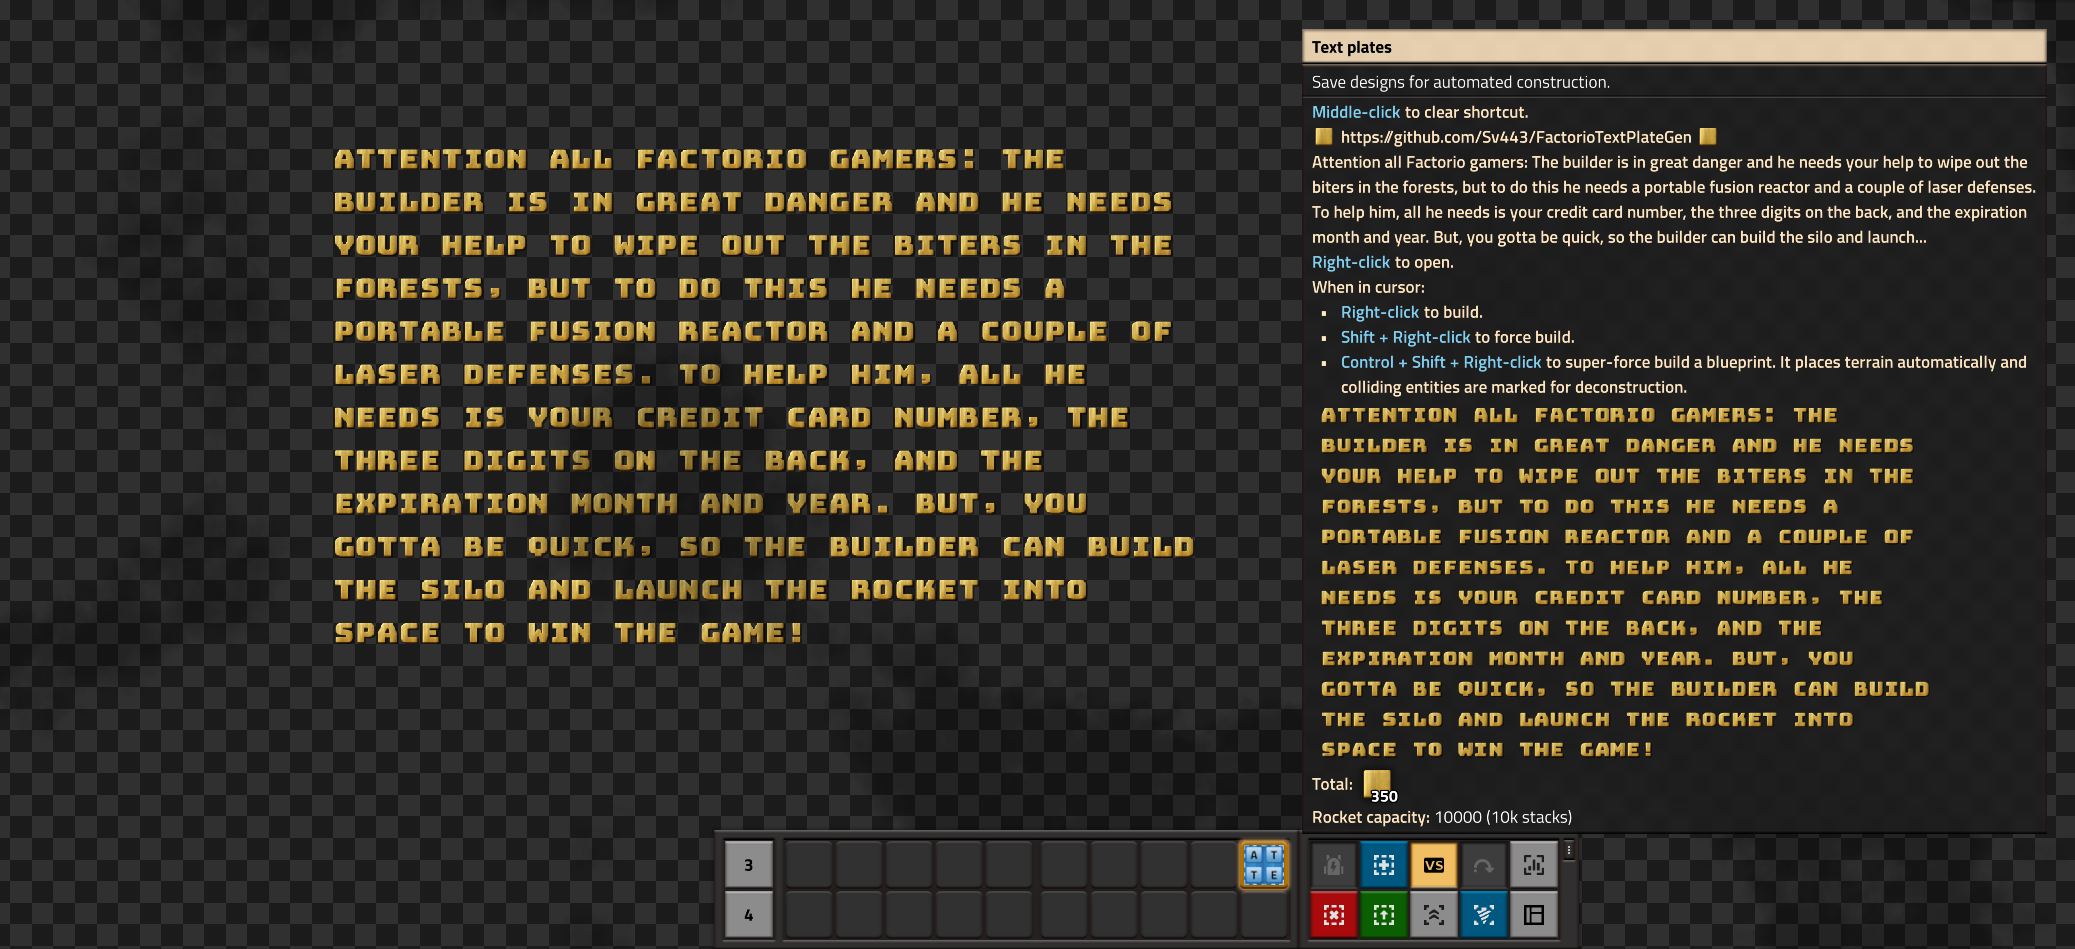 ATTENTION ALL FACTORIO GAMERS: THE
BUILDER IS IN GREAT DANGER AND HE NEEDS
YOUR HELP TO WIPE OUT THE BITERS IN THE
FORESTS, BUT TO DO THIS HE NEEDS A
PORTABLE FUSION REACTOR AND A COUPLE OF
LASER DEFENSES. TO HELP HIM, ALL HE
NEEDS IS YOUR CREDIT CARD NUMBER, THE
THREE DIGITS ON THE BACK, AND THE
EXPIRATION MONTH AND YEAR. BUT, YOU
GOTTA BE QUICK, SO THE BUILDER CAN BUILD
THE SILO AND LAUNCH THE ROCKET INTO
SPACE TO WIN THE GAME!
Text plates
Save designs for automated construction.
Middle-click to clear shortcut.
https://github.com/Sv443/FactorioTextPlateGen
Attention all Factorio gamers: The builder is in great danger and he needs your help to wipe out the
biters in the forests, but to do this he needs a portable fusion reactor and a couple of laser defenses.
To help him, all he needs is your credit card number, the three digits on the back, and the expiration
month and year. But, you gotta be quick, so the builder can build the silo and launch...
Right-click to open.
When in cursor:
▪ Right-click to build.
▪ Shift + Right-click to force build.
▪ Control + Shift + Right-click to super-force build a blueprint. It places terrain automatically and
colliding entities are marked for deconstruction.
ATTENTION ALL FACTORIO GAMERS: THE
BUILDER IS IN GREAT DANGER AND HE NEEDS
YOUR HELP TO WIPE OUT THE BITERS IN THE
FORESTS, BUT TO DO THIS HE NEEDS A
PORTABLE FUSION REACTOR AND A COUPLE OF
LASER DEFENSES. TO HELP HIM, ALL HE
NEEDS IS YOUR CREDIT CARD NUMBER, THE
THREE DIGITS ON THE BACK, AND THE
EXPIRATION MONTH AND YEAR. BUT, YOU
GOTTA BE QUICK, SO THE BUILDER CAN BUILD
THE SILO AND LAUNCH THE ROCKET INTO
SPACE TO WIN THE GAME!
Total: 350
Rocket capacity: 10000 (10k stacks)
3
A T
T E
VS
4